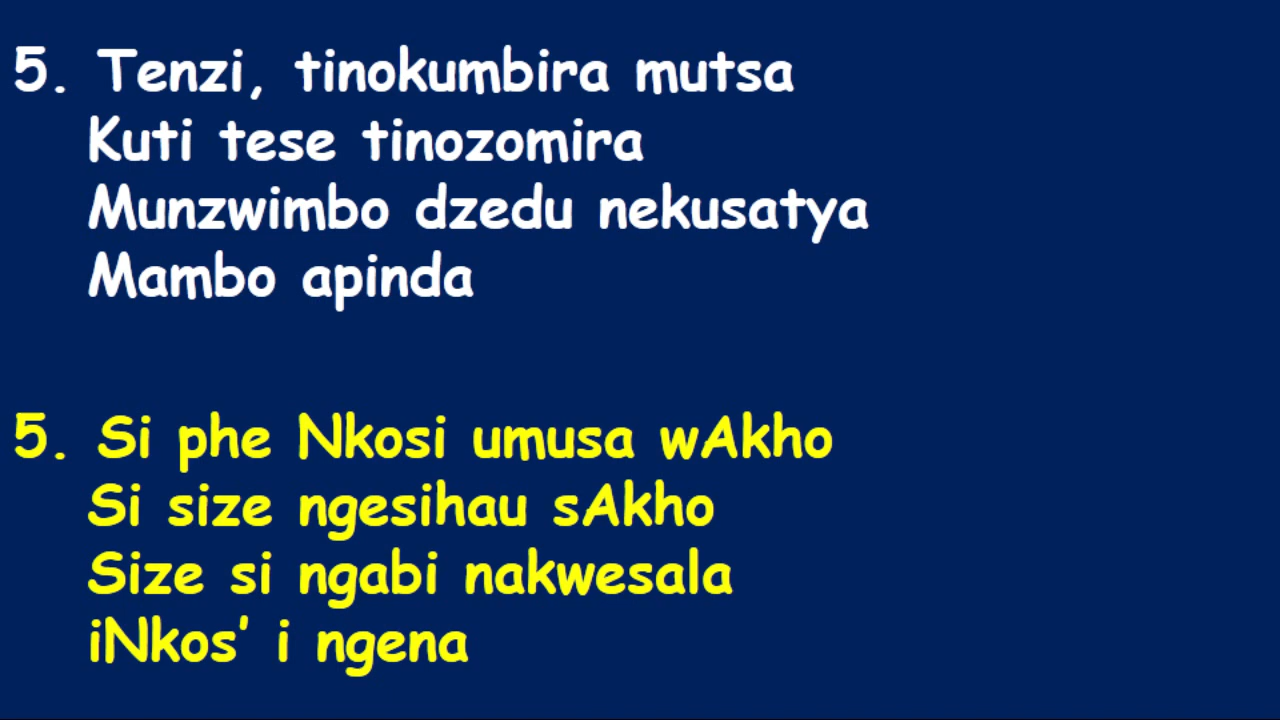 5. Tenzi, tinokumbira mutsa
Kuti tese tinozomira
Munzwimbo dzedu nekusatya
Mambo apinda
5. Si phe Nkosi umusa wAkho
Si size ngesihau sAkho
Size si ngabi nakwesala
iNkos’ i ngena